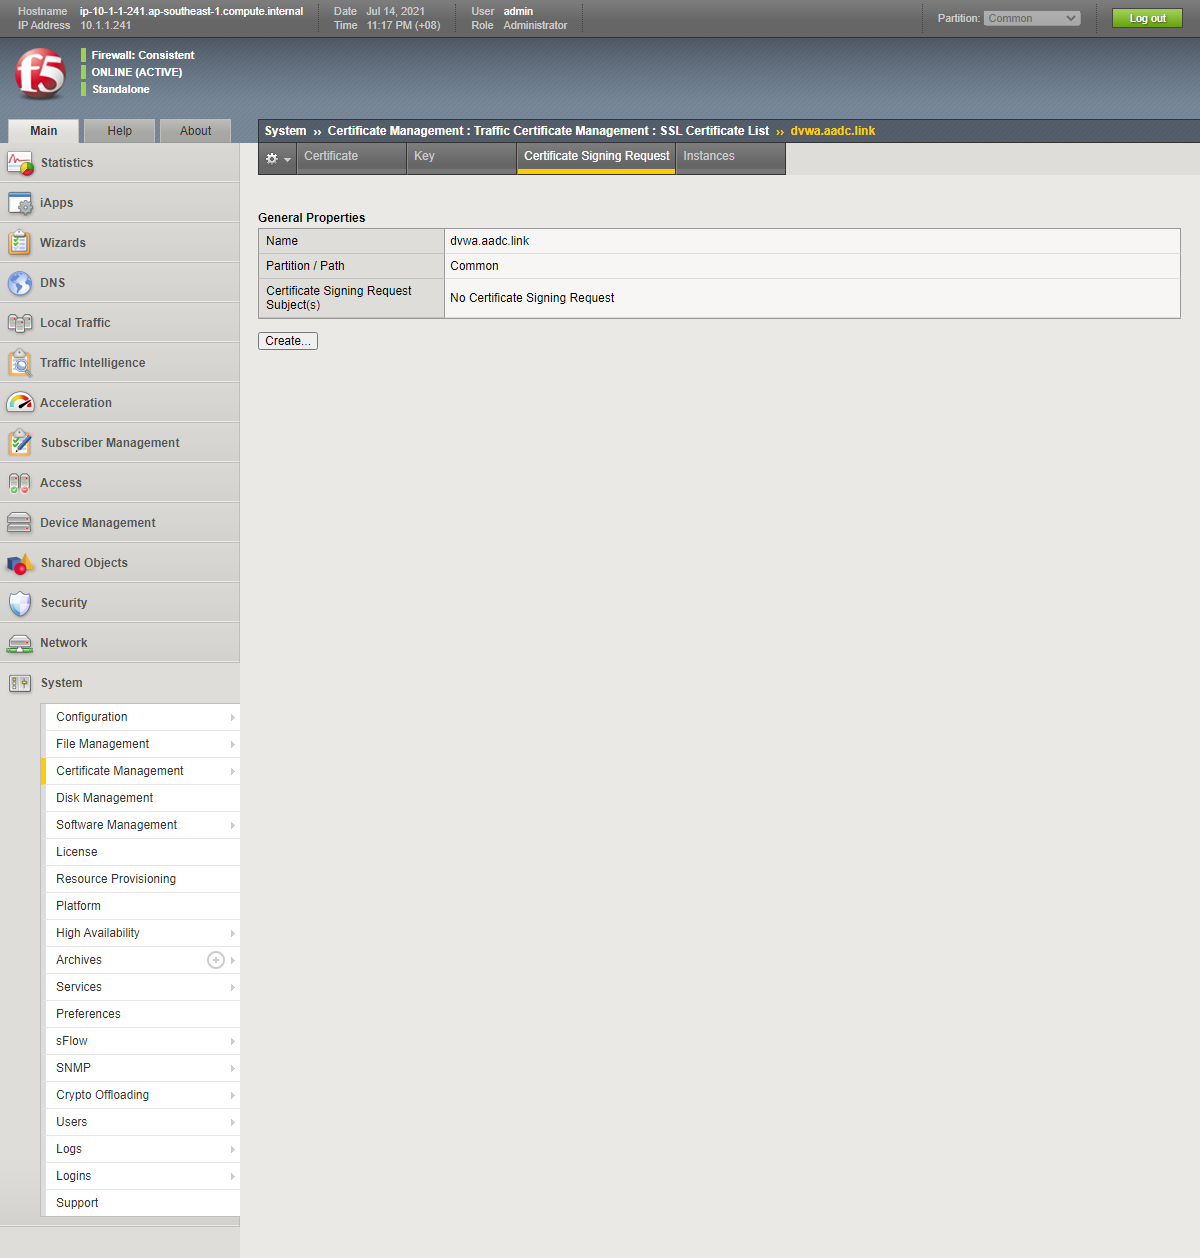 Hostname ip-10-1-1-241.ap-southeast-1.compute.internal Date Jul 14, 2021 User admin
IP Address 10.1.1.241 Time 11:17 PM (+08) Role Administrator
Partition: Common Log out
f5
Firewall: Consistent
ONLINE (ACTIVE)
Standalone
Main Help About
System ›› Certificate Management : Traffic Certificate Management : SSL Certificate List ›› dvwa.aadc.link
Certificate Key Certificate Signing Request Instances
Statistics
iApps
Wizards
DNS
Local Traffic
Traffic Intelligence
Acceleration
Subscriber Management
Access
Device Management
Shared Objects
Security
Network
System
Configuration
File Management
Certificate Management
Disk Management
Software Management
License
Resource Provisioning
Platform
High Availability
Archives
Services
Preferences
sFlow
SNMP
Crypto Offloading
Users
Logs
Logins
Support
General Properties
Name dvwa.aadc.link
Partition / Path Common
Certificate Signing Request
Subject(s) No Certificate Signing Request
Create...